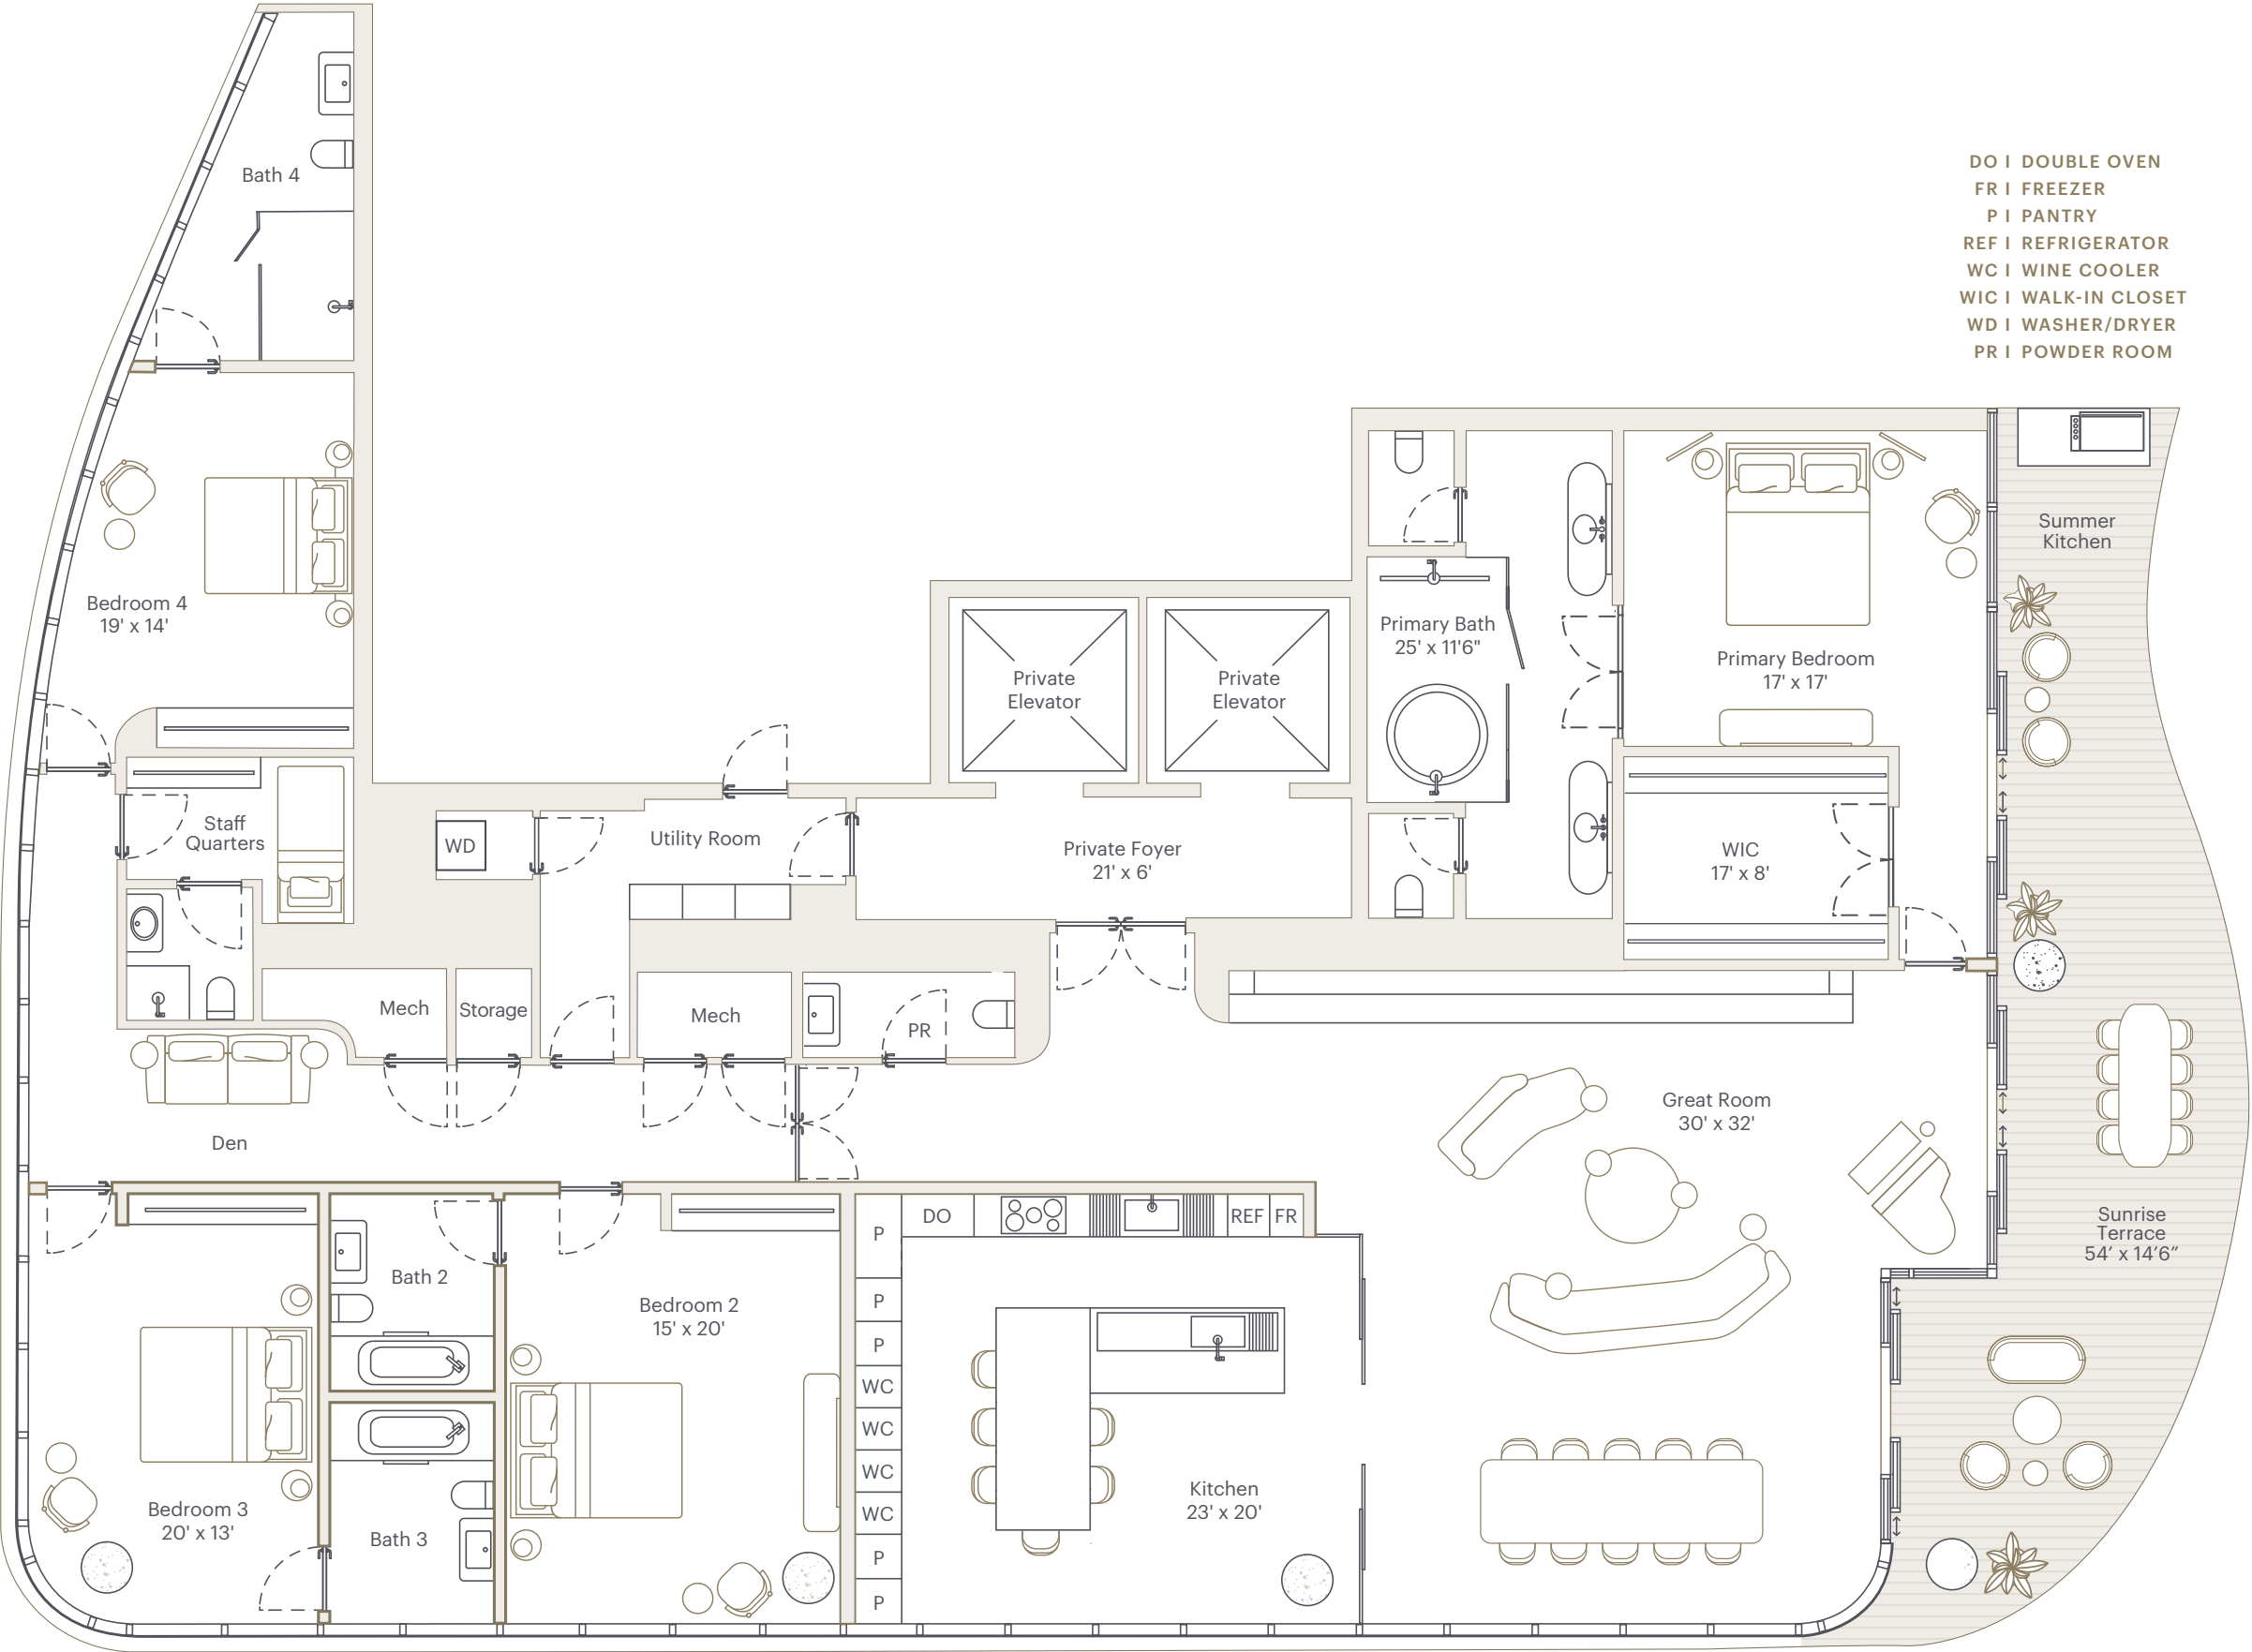 DO I DOUBLE OVEN
FR I FREEZER
P I PANTRY
REF I REFRIGERATOR
WC I WINE COOLER
WIC I WALK-IN CLOSET
WD I WASHER/DRYER
PR I POWDER ROOM
Bath 4
Bedroom 4
19' x 14'
Summer
Kitchen
Private
Elevator
Private
Elevator
Primary Bath
25' x 11'6"
Primary Bedroom
17' x 17'
Staff
Quarters
WD
Utility Room
Private Foyer
21' x 6'
WIC
17' x 8'
Mech
Storage
Mech
PR
Den
Great Room
30' x 32'
Sunrise
Terrace
54’ x 14’6”
Bath 2
Bedroom 2
15' x 20'
P
DO
REF
FR
P
P
WC
WC
WC
WC
P
P
Kitchen
23' x 20'
Bedroom 3
20' x 13'
Bath 3